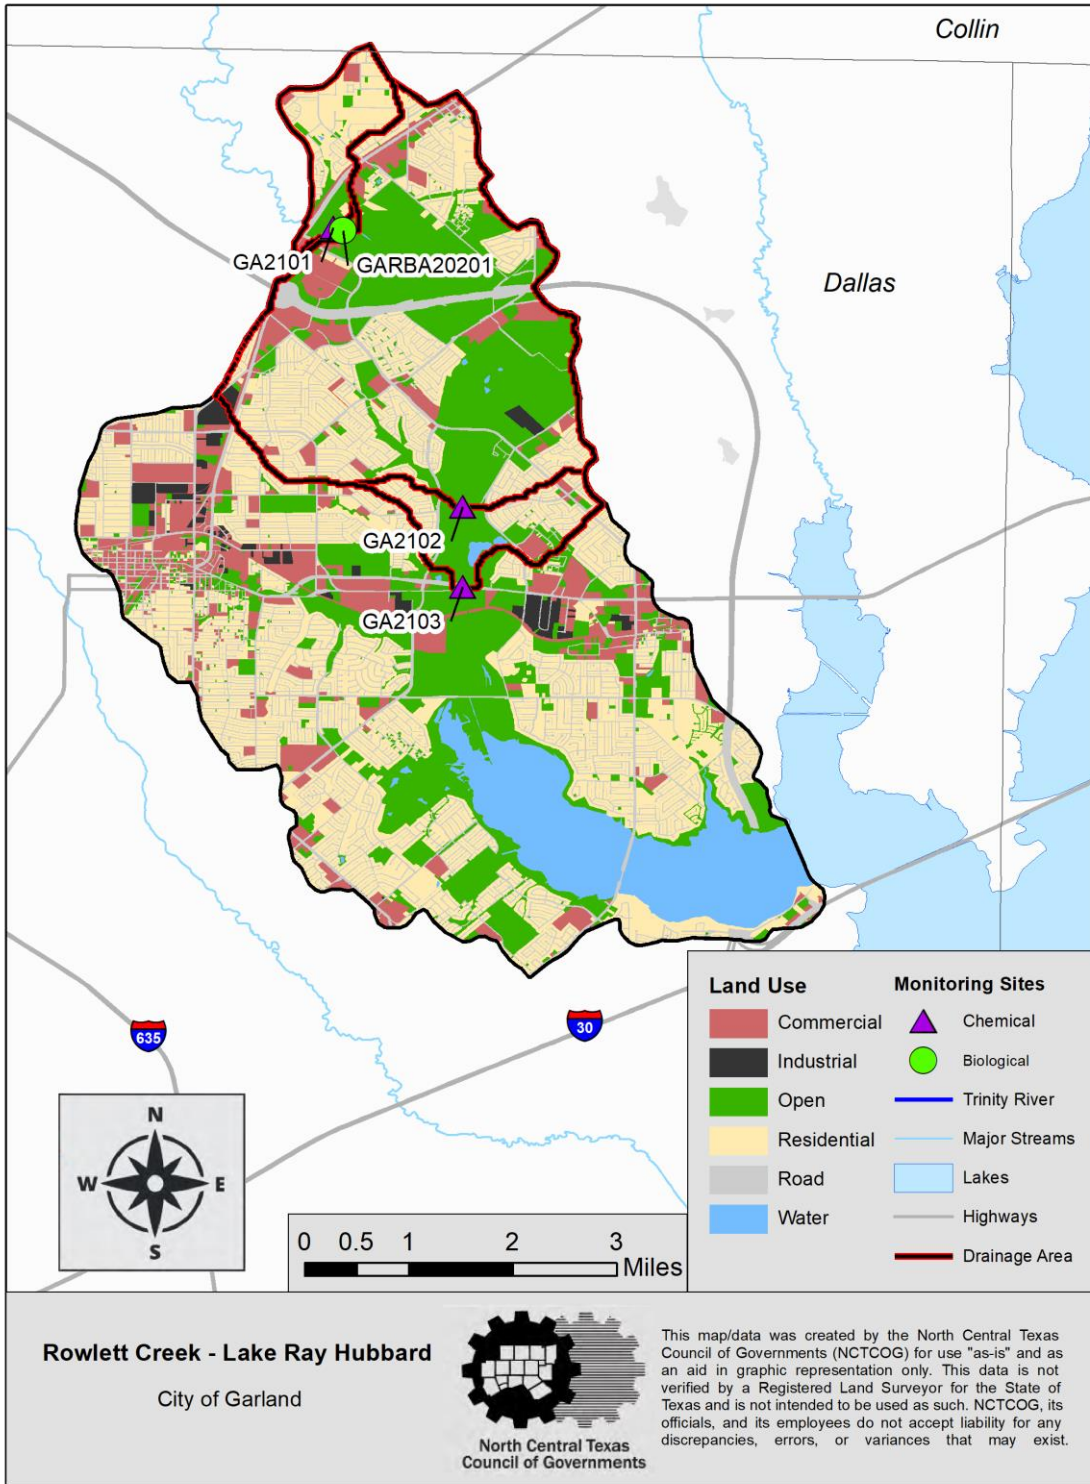 Collin
Dallas
GA2101
GARBA20201
GA2102
GA2103
635
30
N
W E
S
0 0.5 1 2 3
Miles
Land Use
Commercial
Industrial
Open
Residential
Road
Water
Monitoring Sites
Chemical
Biological
Trinity River
Major Streams
Lakes
Highways
Drainage Area
Rowlett Creek - Lake Ray Hubbard
City of Garland
North Central Texas
Council of Governments
This map/data was created by the North Central Texas
Council of Governments (NCTCOG) for use "as-is" and as
an aid in graphic representation only. This data is not
verified by a Registered Land Surveyor for the State of
Texas and is not intended to be used as such. NCTCOG, its
officials, and its employees do not accept liability for any
discrepancies, errors, or variances that may exist.